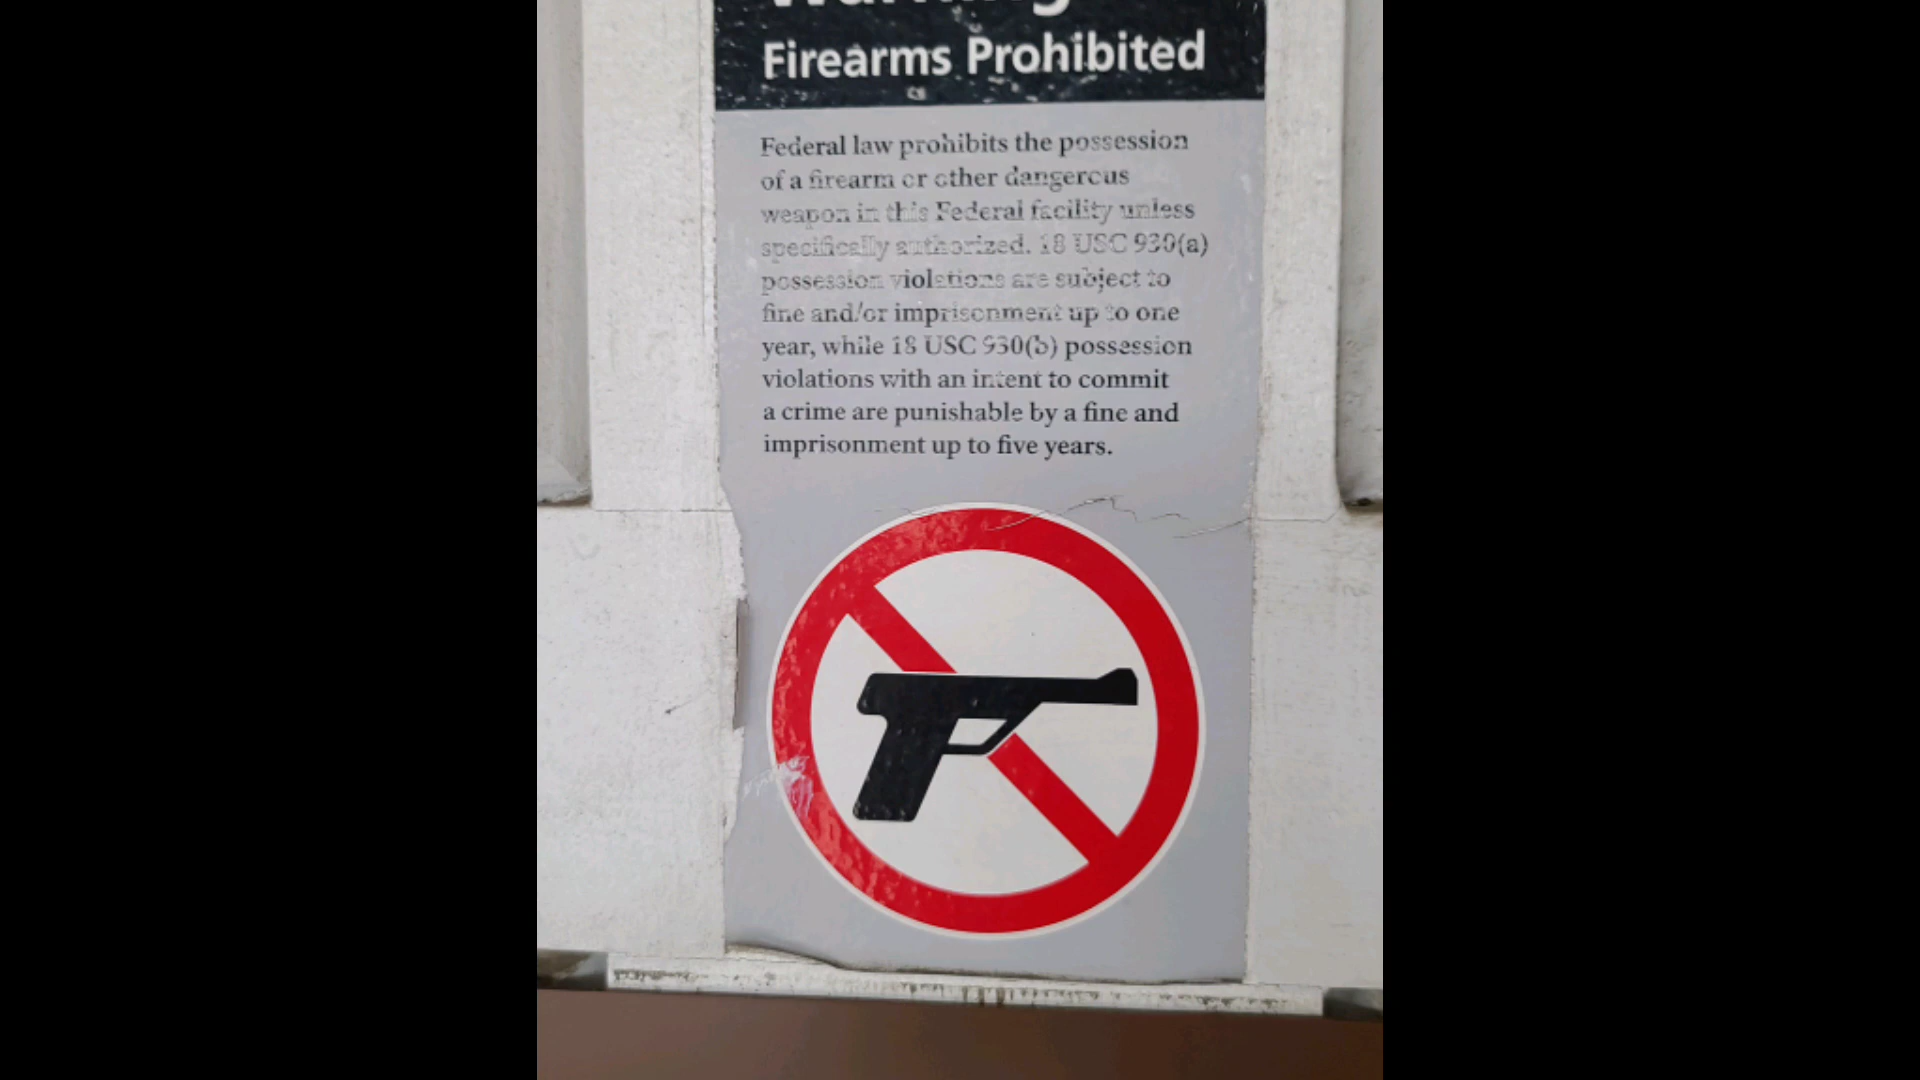 Warning
Firearms Prohibited
Federal law prohibits the possession
of a firearm or other dangerous
weapon in this Federal facility unless
specifically authorized. 18 USC 930(a)
possession violations are subject to
fine and/or imprisonment up to one
year, while 18 USC 930(b) possession
violations with an intent to commit
a crime are punishable by a fine and
imprisonment up to five years.